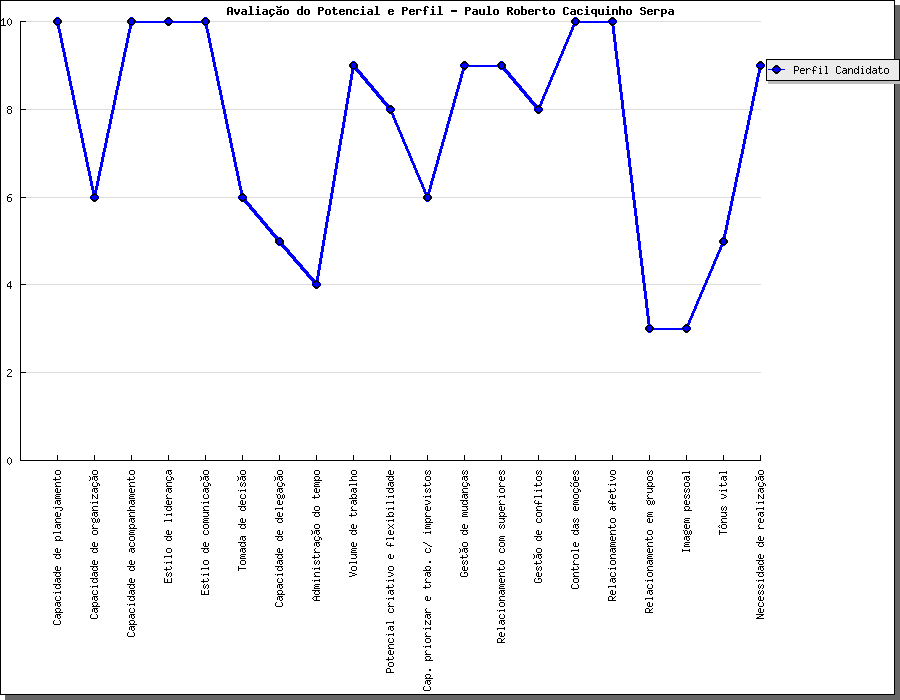 Avaliação do Potencial e Perfil - Paulo Roberto Caciquinho Serpa
Perfil Candidato
10
8
6
4
2
0
Capacidade de planejamento
Capacidade de organização
Capacidade de acompanhamento
Estilo de liderança
Estilo de comunicação
Tomada de decisão
Capacidade de delegação
Administração do tempo
Volume de trabalho
Potencial criativo e flexibilidade
Cap. priorizar e trab. c/ imprevistos
Gestão de mudanças
Relacionamento com superiores
Gestão de conflitos
Controle das emoções
Relacionamento afetivo
Relacionamento em grupos
Imagem pessoal
Tônus vital
Necessidade de realização